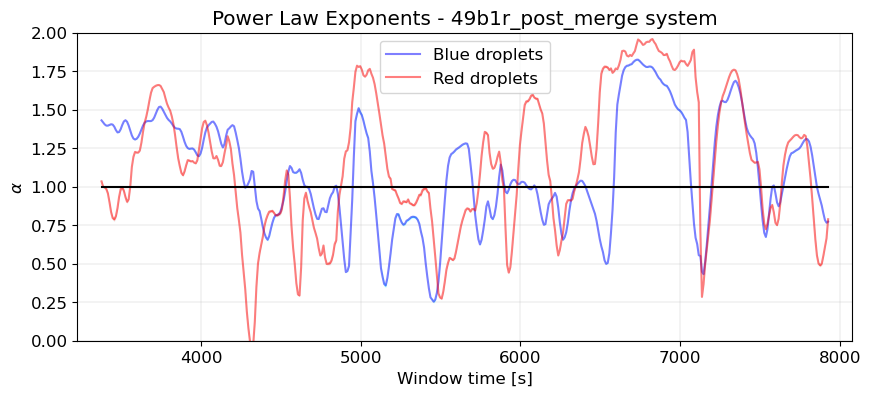 Power Law Exponents - 49b1r_post_merge system
Blue droplets
Red droplets
2.00
1.75
1.50
1.25
1.00
0.75
0.50
0.25
0.00
α
4000 5000 6000 7000 8000
Window time [s]